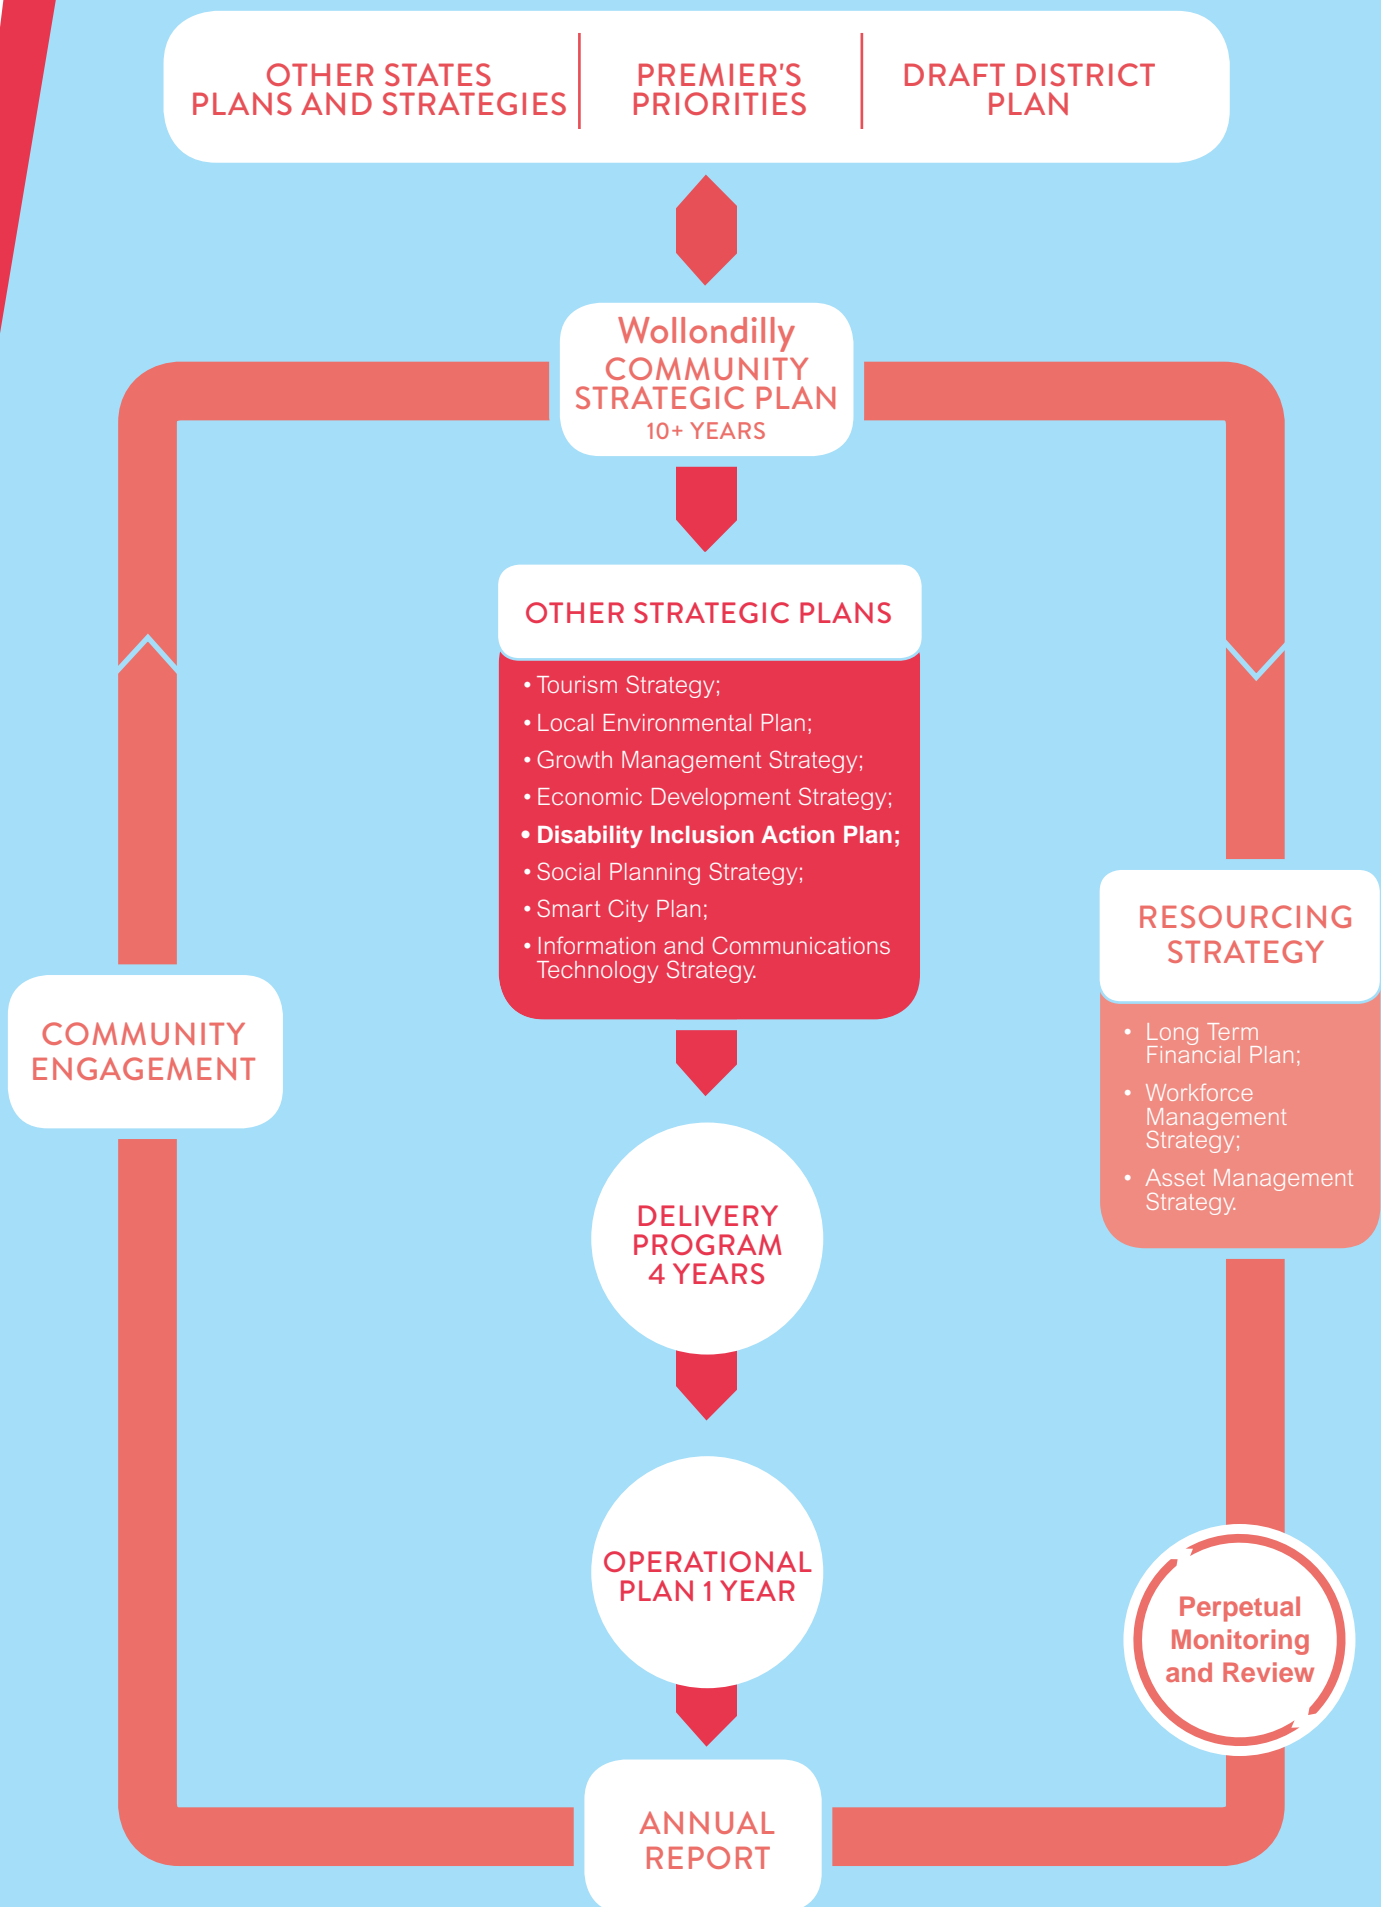 OTHER STATES
PLANS AND STRATEGIES
PREMIER'S
PRIORITIES
DRAFT DISTRICT
PLAN
Wollondilly
COMMUNITY
STRATEGIC PLAN
10+ YEARS
OTHER STRATEGIC PLANS
• Tourism Strategy;
• Local Environmental Plan;
• Growth Management Strategy;
• Economic Development Strategy;
• Disability Inclusion Action Plan;
• Social Planning Strategy;
• Smart City Plan;
• Information and Communications
Technology Strategy.
RESOURCING
STRATEGY
• Long Term
Financial Plan;
• Workforce
Management
Strategy;
• Asset Management
Strategy.
COMMUNITY
ENGAGEMENT
DELIVERY
PROGRAM
4 YEARS
OPERATIONAL
PLAN 1 YEAR
Perpetual
Monitoring
and Review
ANNUAL
REPORT